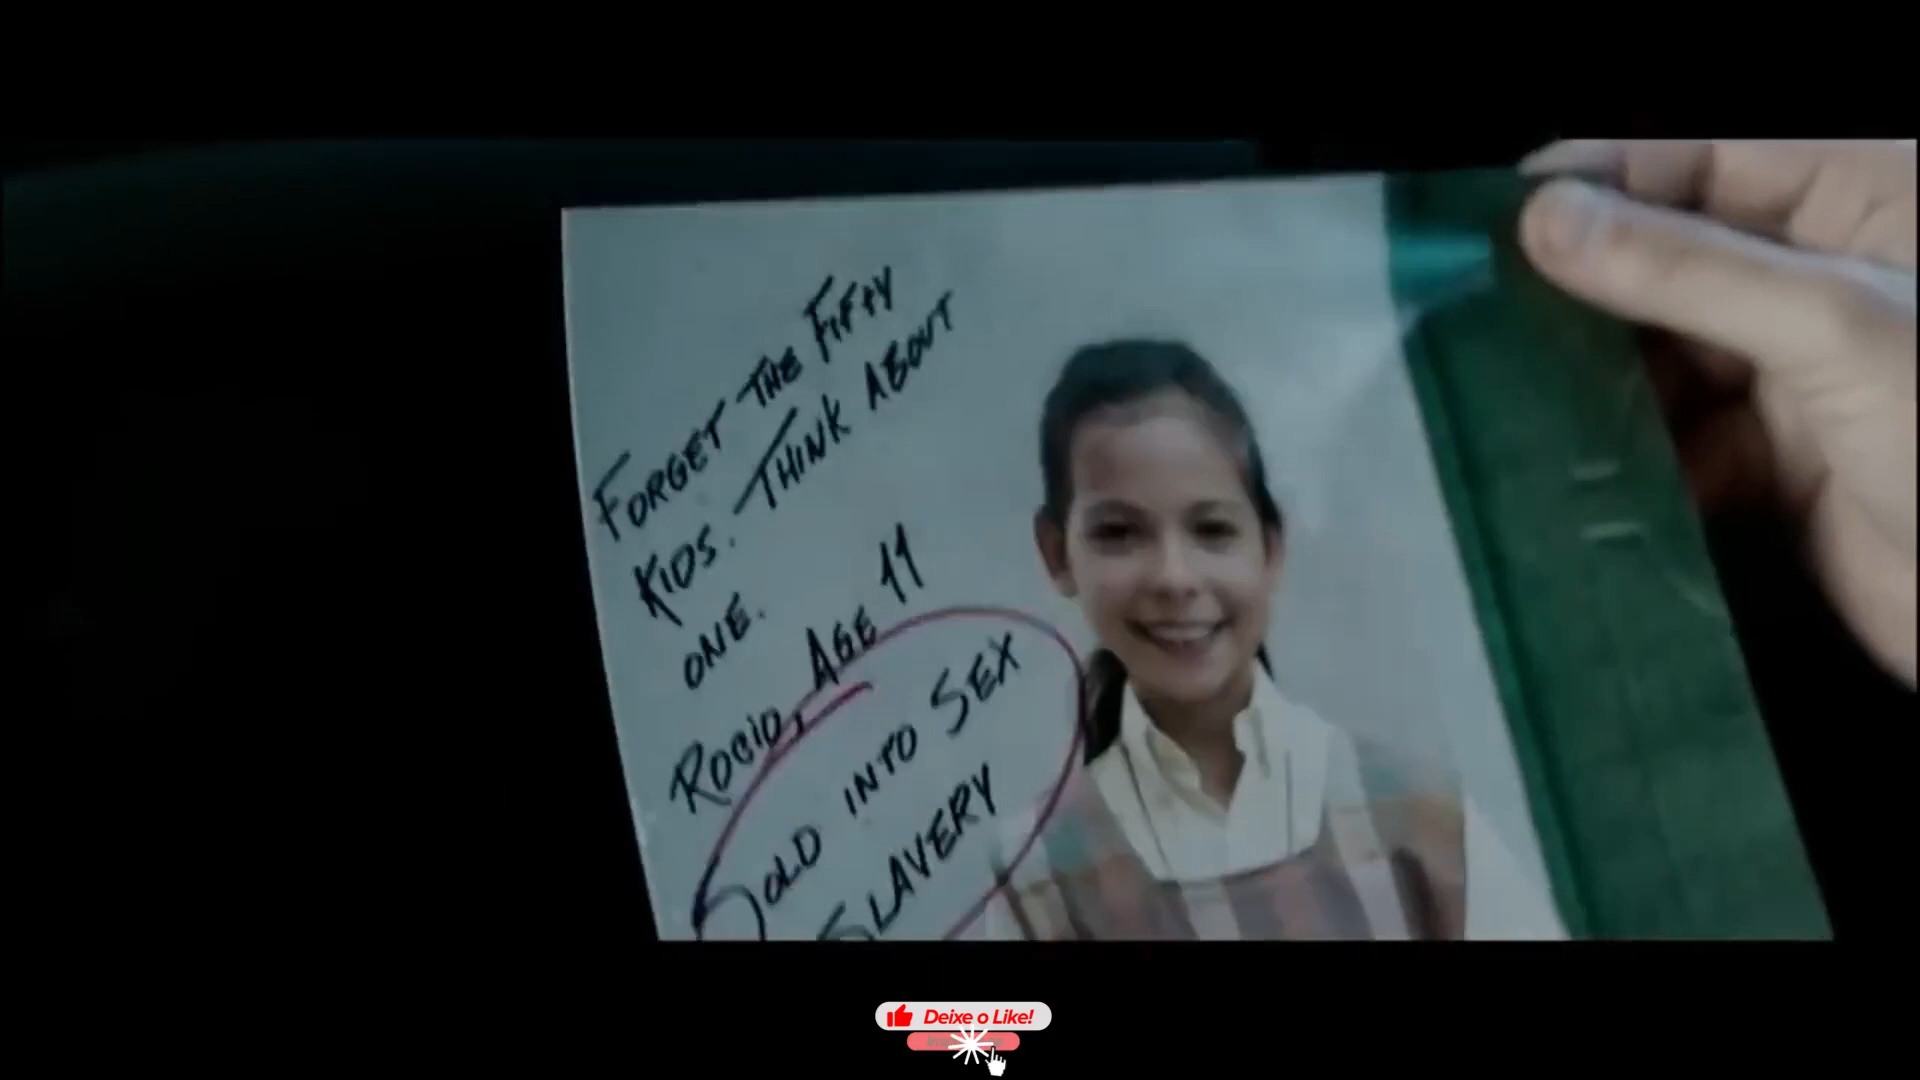 FORGET THE FIFTY
KIDS. THINK ABOUT
ONE.
ROCIO, AGE 11
SOLD INTO SEX
SLAVERY
Deixe o Like!